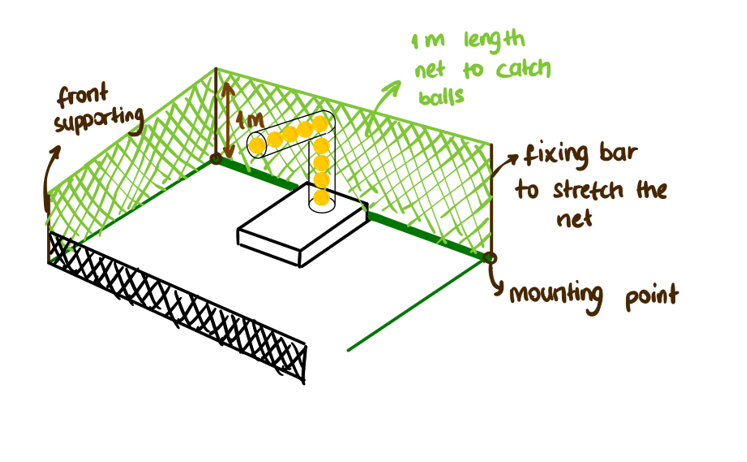 1m length
net to catch
balls
front
supporting
1m
fixing bar
to stretch the
net
mounting point